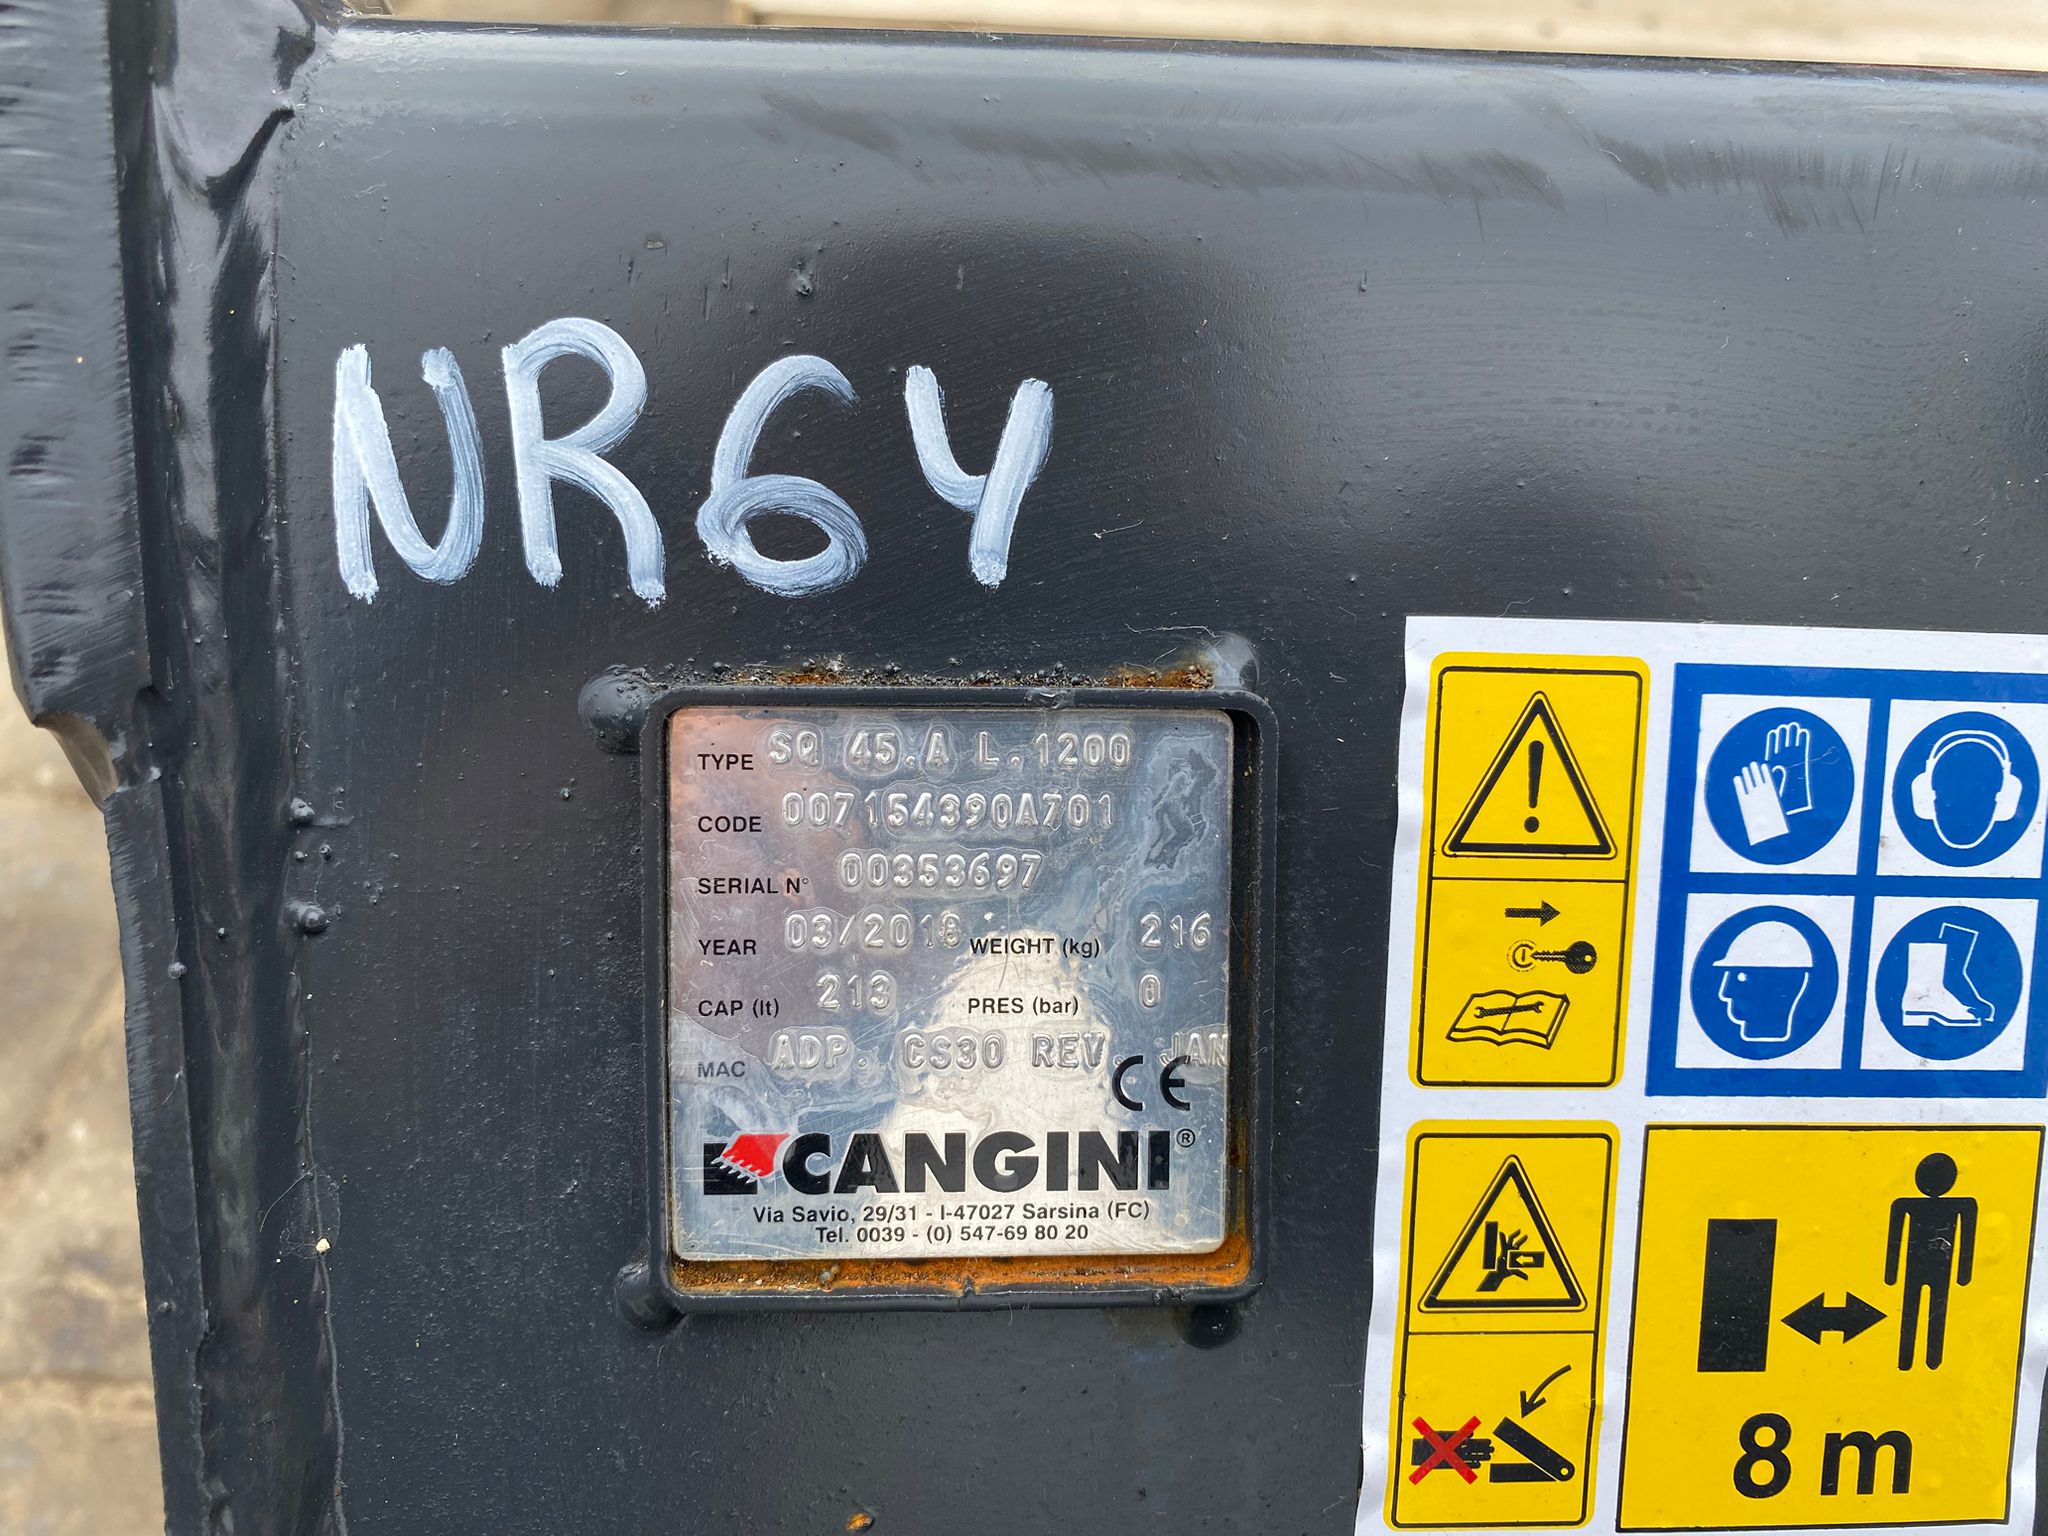 NR64
TYPE SQ 45.A L.1200
CODE 007154390A701
SERIAL N° 00353697
YEAR 03/2018 WEIGHT (kg) 216
CAP (lt) 213 PRES (bar) 0
MAC ADP. CS30 REV. JAN
CE
CANGINI®
Via Savio, 29/31 - I-47027 Sarsina (FC)
Tel. 0039 - (0) 547-69 80 20
8 m